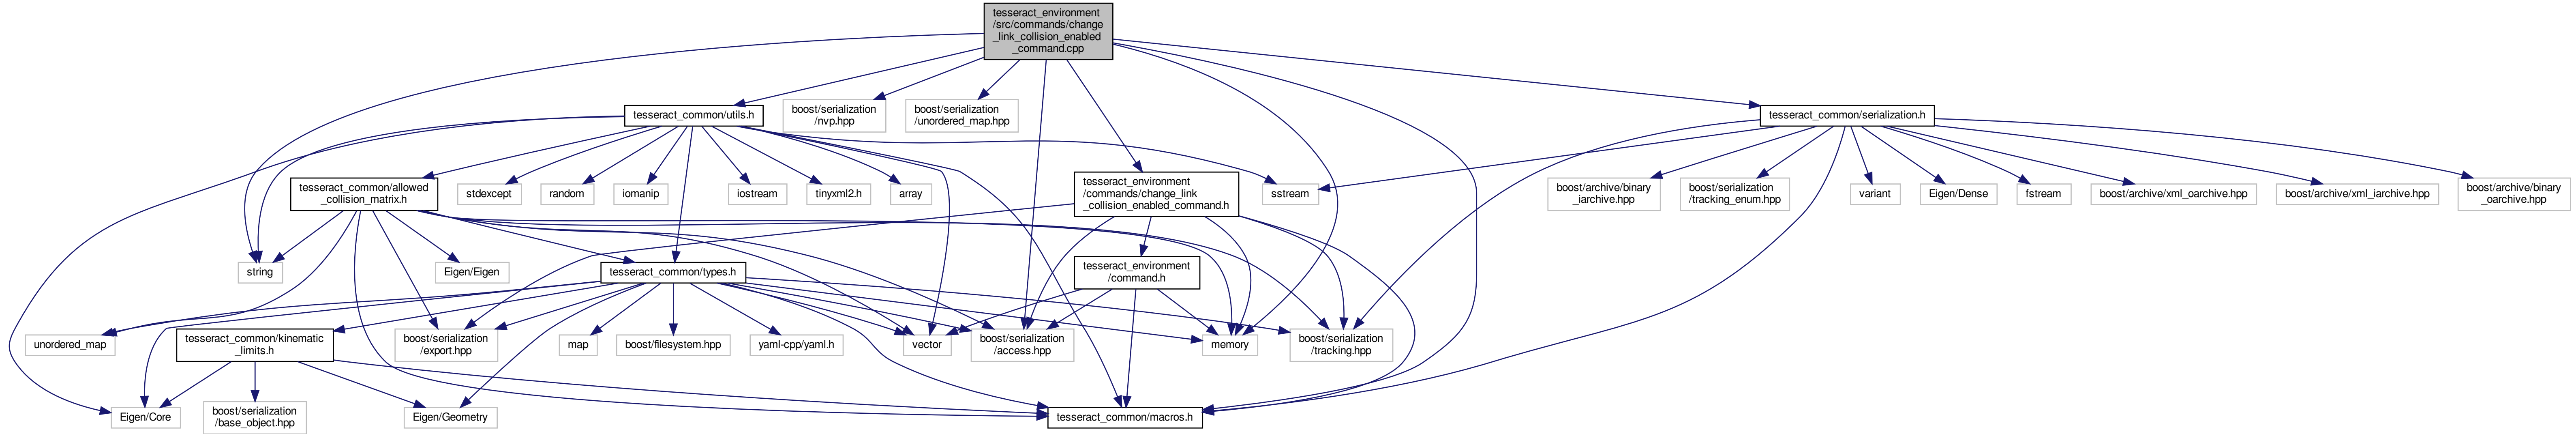 tesseract_environment
/src/commands/change
_link_collision_enabled
_command.cpp
tesseract_common/utils.h
boost/serialization
/nvp.hpp
boost/serialization
/unordered_map.hpp
tesseract_common/serialization.h
tesseract_common/allowed
_collision_matrix.h
stdexcept
random
iomanip
iostream
tinyxml2.h
array
tesseract_environment
/commands/change_link
_collision_enabled_command.h
sstream
boost/archive/binary
_iarchive.hpp
boost/serialization
/tracking_enum.hpp
variant
Eigen/Dense
fstream
boost/archive/xml_oarchive.hpp
boost/archive/xml_iarchive.hpp
boost/archive/binary
_oarchive.hpp
string
Eigen/Eigen
tesseract_common/types.h
tesseract_environment
/command.h
unordered_map
tesseract_common/kinematic
_limits.h
boost/serialization
/export.hpp
map
boost/filesystem.hpp
yaml-cpp/yaml.h
vector
boost/serialization
/access.hpp
memory
boost/serialization
/tracking.hpp
Eigen/Core
boost/serialization
/base_object.hpp
Eigen/Geometry
tesseract_common/macros.h